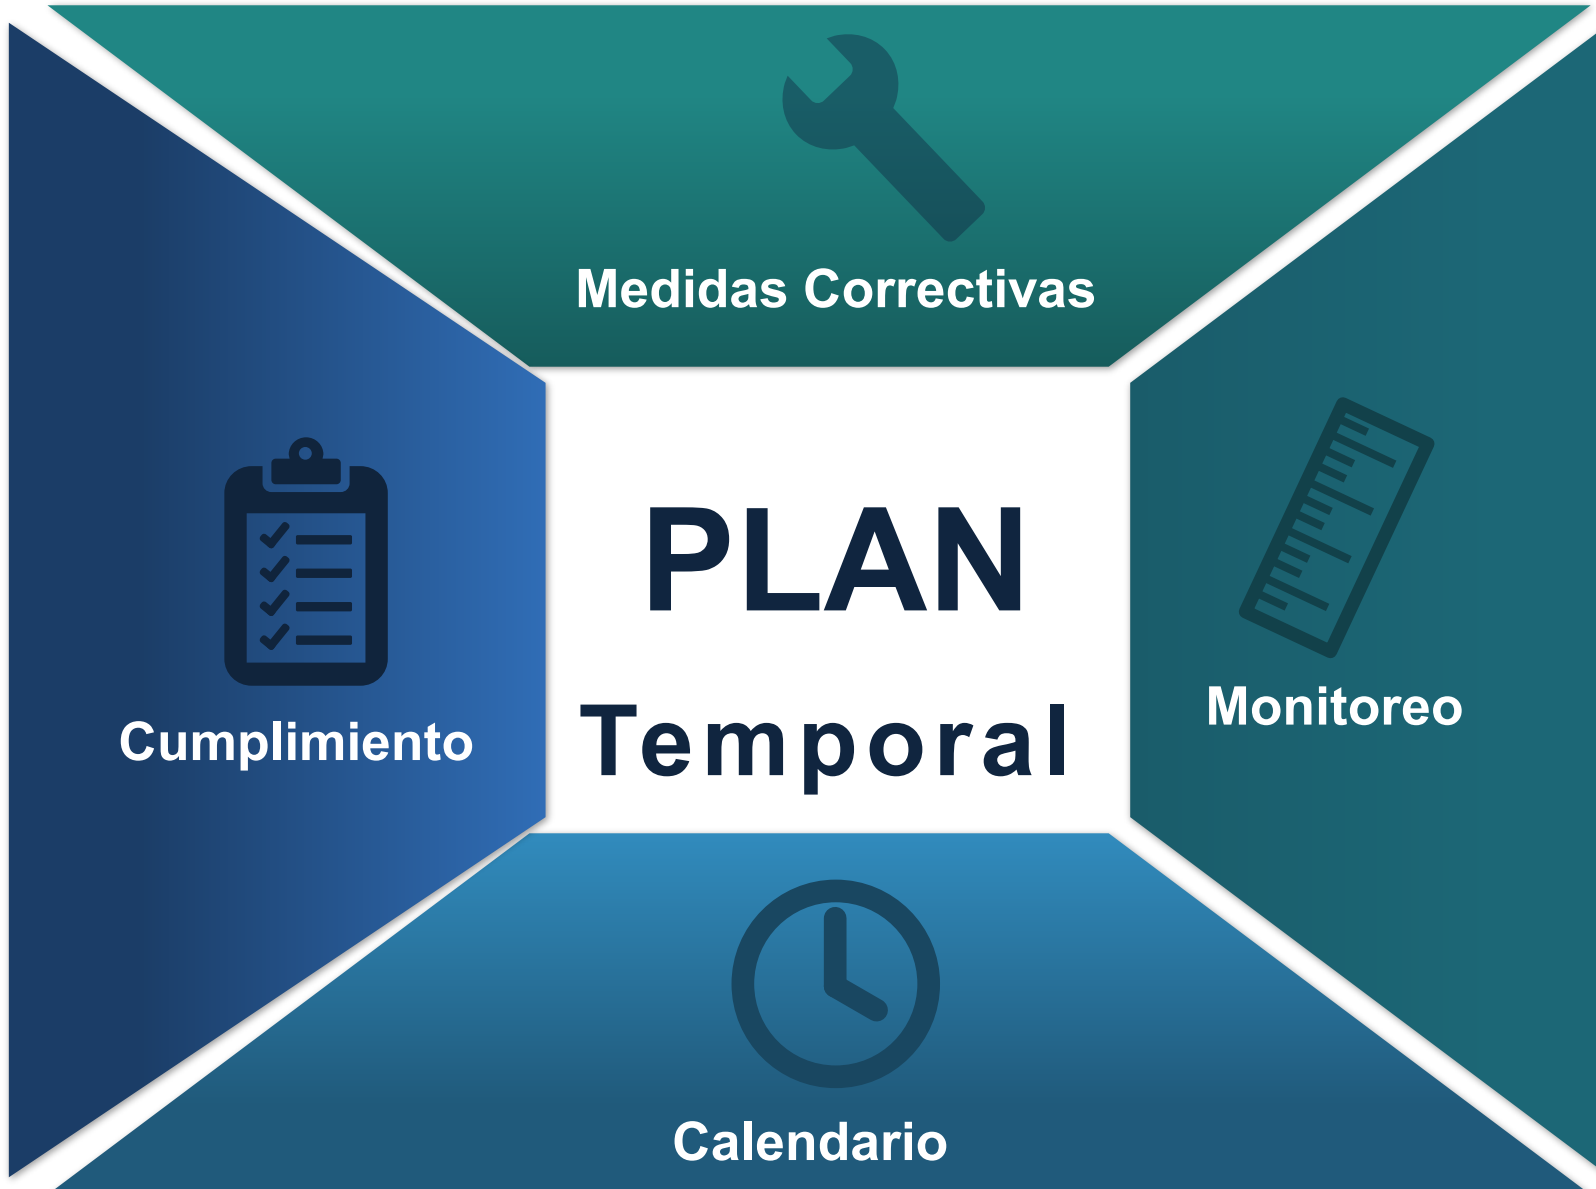 Medidas Correctivas
PLAN
Temporal
Cumplimiento
Monitoreo
Calendario